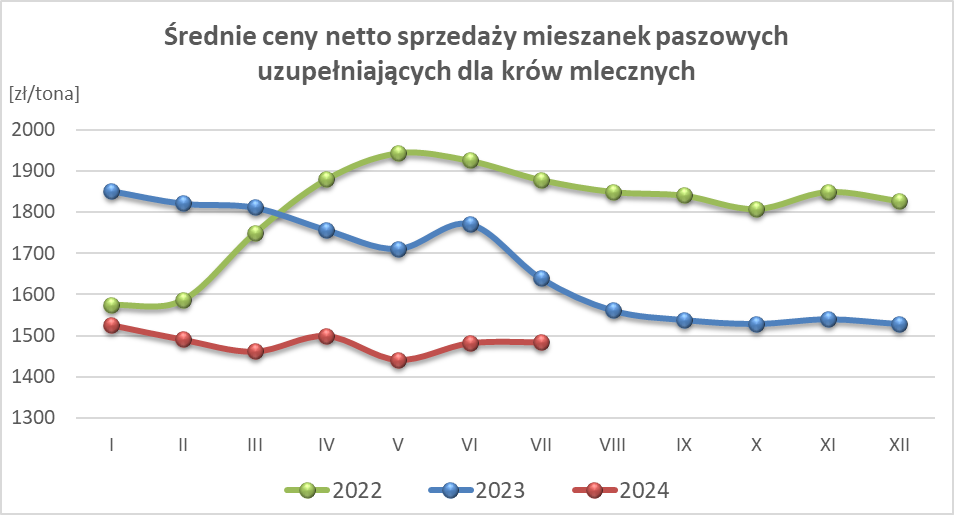 Średnie ceny netto sprzedaży mieszanek paszowych
uzupełniających dla krów mlecznych
[zł/tona]
2000
1900
1800
1700
1600
1500
1400
1300
I II III IV V VI VII VIII IX X XI XII
2022 2023 2024